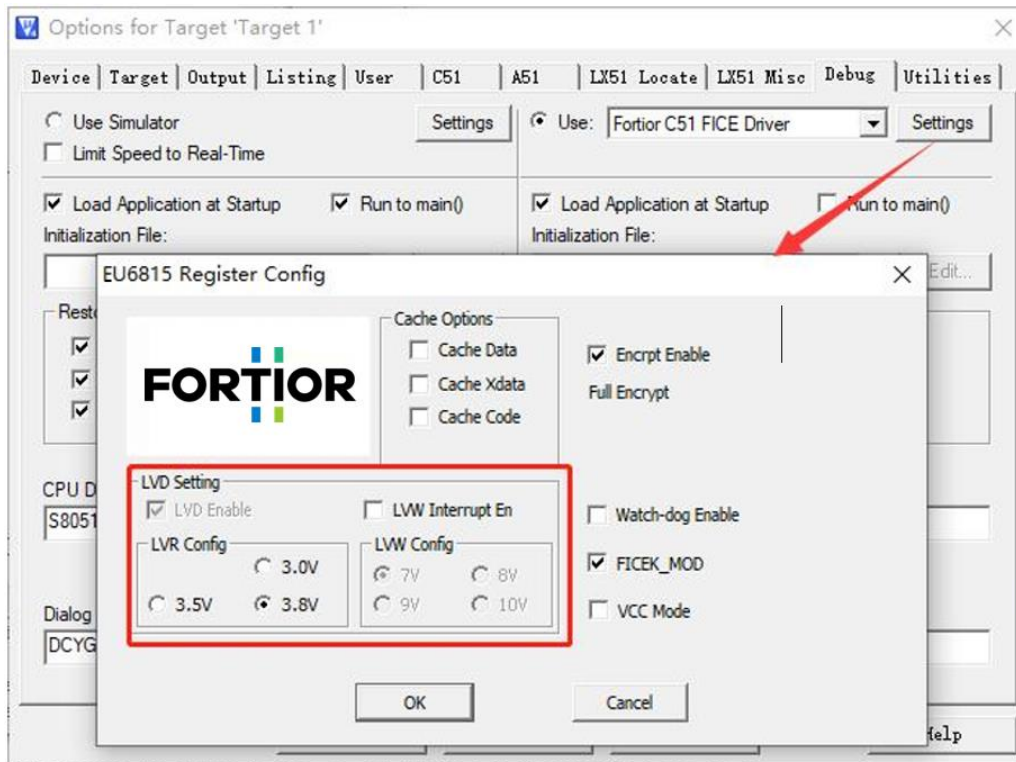 Options for Target 'Target 1'
Device Target Output Listing User C51 A51 LX51 Locate LX51 Misc Debug Utilities
Use Simulator Settings Use: Fortior C51 FICE Driver Settings
Limit Speed to Real-Time
Load Application at Startup Run to main() Load Application at Startup Run to main()
Initialization File: Initialization File:
Edit...
EU6815 Register Config
Cache Options
Cache Data
Cache Xdata
Cache Code
Encrpt Enable
Full Encrypt
FORTIOR
LVD Setting
LVD Enable LVW Interrupt En
LVR Config LVW Config
3.0V 7V 8V
3.5V 3.8V 9V 10V
Watch-dog Enable
FICEK_MOD
VCC Mode
CPU D
S8051
Dialog
DCYG
OK Cancel
Help